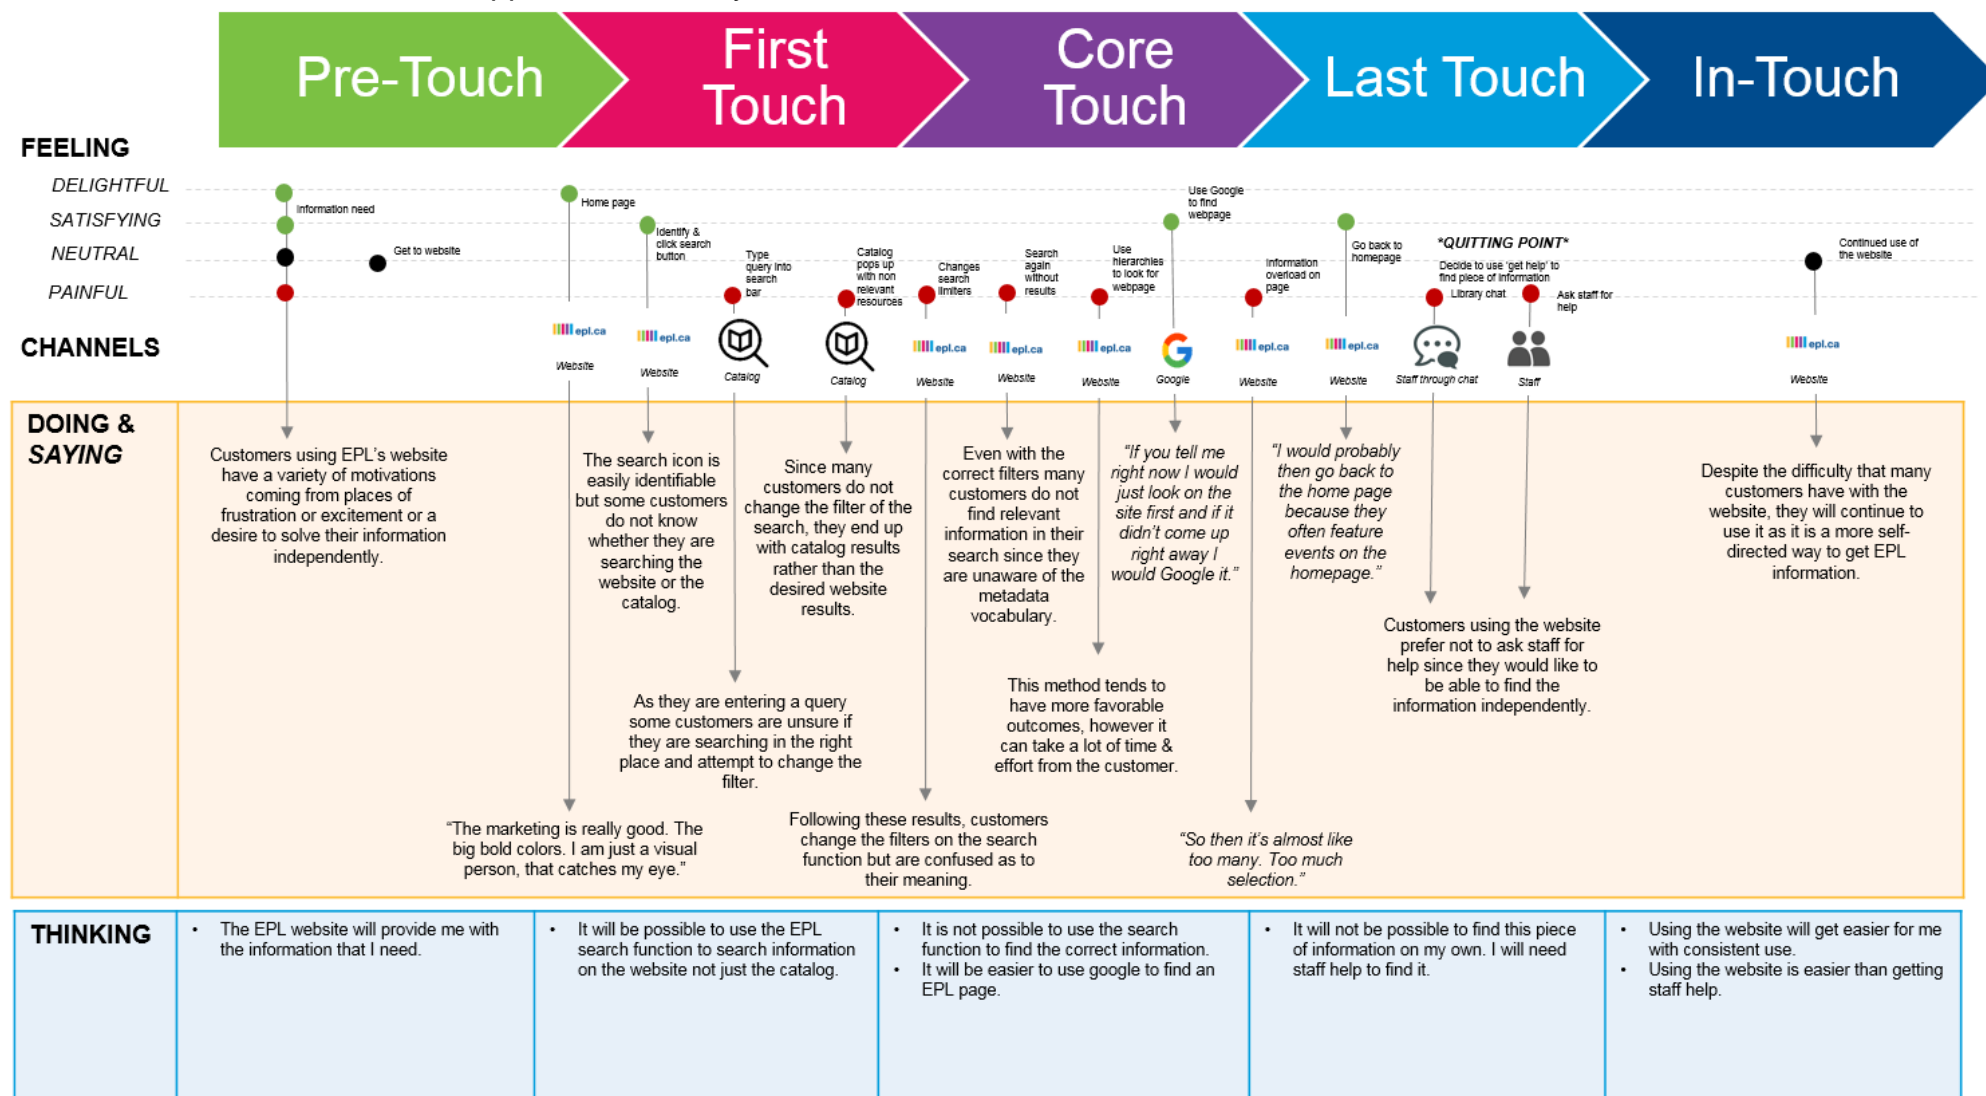 Pre-Touch
First
Touch
Core
Touch
Last Touch
In-Touch
FEELING
DELIGHTFUL
SATISFYING
NEUTRAL
PAINFUL
Information need
Get to website
Home page
Identify &
click search
button
Type
query into
search
bar
Catalog
pops up
with non
relevant
resources
Changes
search
limiters
Search
again
without
results
Use
hierarchies
to look for
webpage
Use Google
to find
webpage
Information
overload on
page
Go back to
homepage
*QUITTING POINT*
Decide to use 'get help' to
find piece of information
Library chat
Ask staff for
help
Continued use of
the website
CHANNELS
epl.ca
Website
epl.ca
Website
Catalog
Catalog
epl.ca
Website
epl.ca
Website
epl.ca
Website
Google
epl.ca
Website
epl.ca
Website
Staff through chat
Staff
epl.ca
Website
DOING &
SAYING
Customers using EPL's website
have a variety of motivations
coming from places of
frustration or excitement or a
desire to solve their information
independently.
"The marketing is really good. The
big bold colors. I am just a visual
person, that catches my eye."
The search icon is
easily identifiable
but some customers
do not know
whether they are
searching the
website or the
catalog.
As they are entering a query
some customers are unsure if
they are searching in the right
place and attempt to change the
filter.
Since many
customers do not
change the filter of the
search, they end up
with catalog results
rather than the
desired website
results.
Following these results, customers
change the filters on the search
function but are confused as to
their meaning.
Even with the
correct filters many
customers do not
find relevant
information in their
search since they
are unaware of the
metadata
vocabulary.
This method tends to
have more favorable
outcomes, however it
can take a lot of time &
effort from the customer.
"If you tell me
right now I would
just look on the
site first and if it
didn't come up
right away I
would Google it."
"So then it's almost like
too many. Too much
selection."
"I would probably
then go back to
the home page
because they
often feature
events on the
homepage."
Customers using the website
prefer not to ask staff for
help since they would like to
be able to find the
information independently.
Despite the difficulty that many
customers have with the
website, they will continue to
use it as it is a more self-
directed way to get EPL
information.
THINKING
• The EPL website will provide me with
the information that I need.
• It will be possible to use the EPL
search function to search information
on the website not just the catalog.
• It is not possible to use the search
function to find the correct information.
• It will be easier to use google to find an
EPL page.
• It will not be possible to find this piece
of information on my own. I will need
staff help to find it.
• Using the website will get easier for me
with consistent use.
• Using the website is easier than getting
staff help.